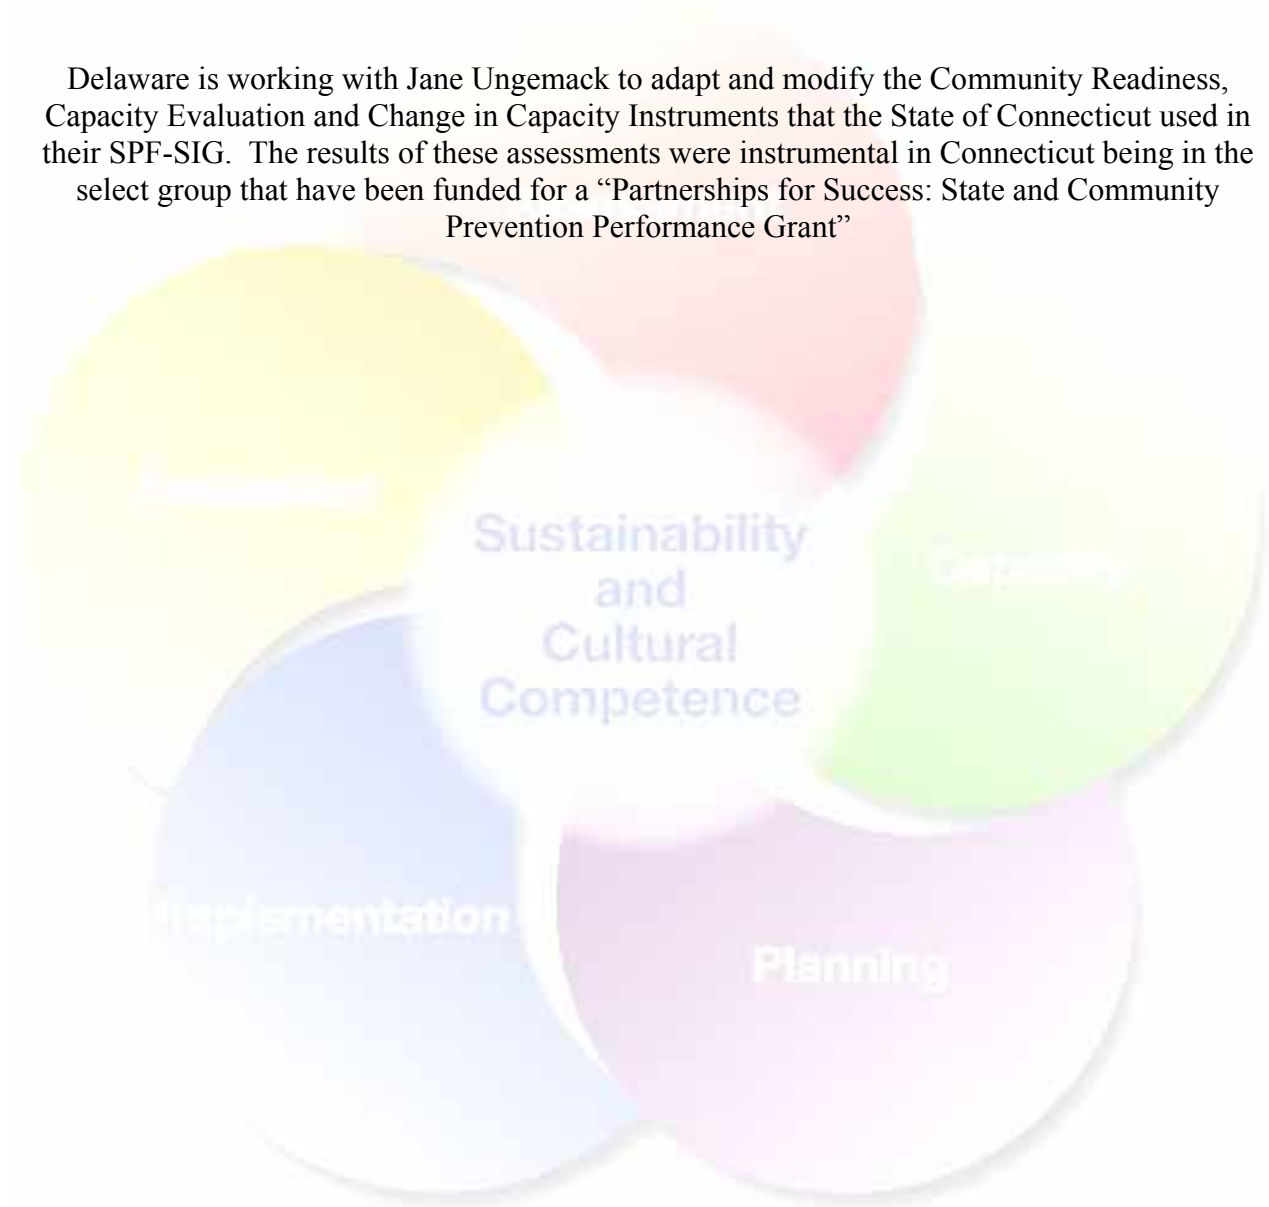 Delaware is working with Jane Ungemack to adapt and modify the Community Readiness,
Capacity Evaluation and Change in Capacity Instruments that the State of Connecticut used in
their SPF-SIG.  The results of these assessments were instrumental in Connecticut being in the
select group that have been funded for a “Partnerships for Success: State and Community
Prevention Performance Grant”
Sustainability
and
Cultural
Competence
Implementation
Planning